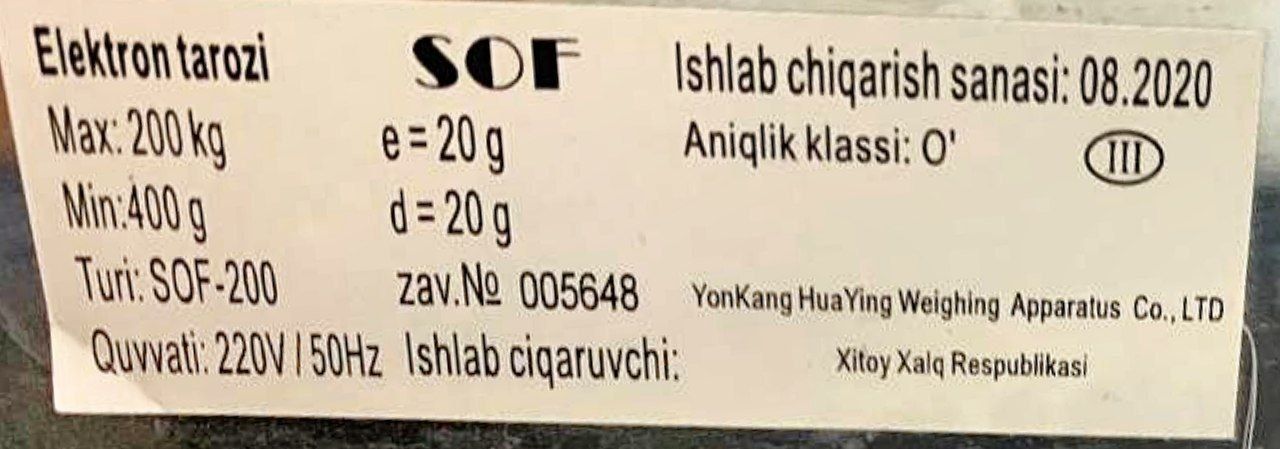 Elektron tarozi SOF Ishlab chiqarish sanasi: 08.2020
Max: 200 kg e = 20 g Aniqlik klassi: O' III
Min:400 g d = 20 g
Turi: SOF-200 zav.№ 005648 YonKang HuaYing Weighing Apparatus Co., LTD
Quvvati: 220V / 50Hz Ishlab ciqaruvchi: Xitoy Xalq Respublikasi